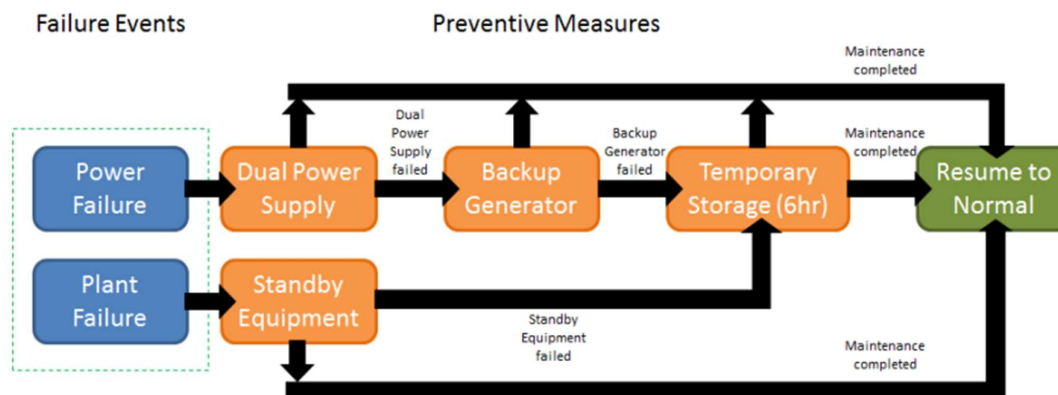 Failure Events
Preventive Measures
Maintenance
completed
Dual
Power
Supply
failed
Backup
Generator
failed
Maintenance
completed
Power
Failure
Dual Power
Supply
Backup
Generator
Temporary
Storage (6hr)
Resume to
Normal
Plant
Failure
Standby
Equipment
Standby
Equipment
failed
Maintenance
completed